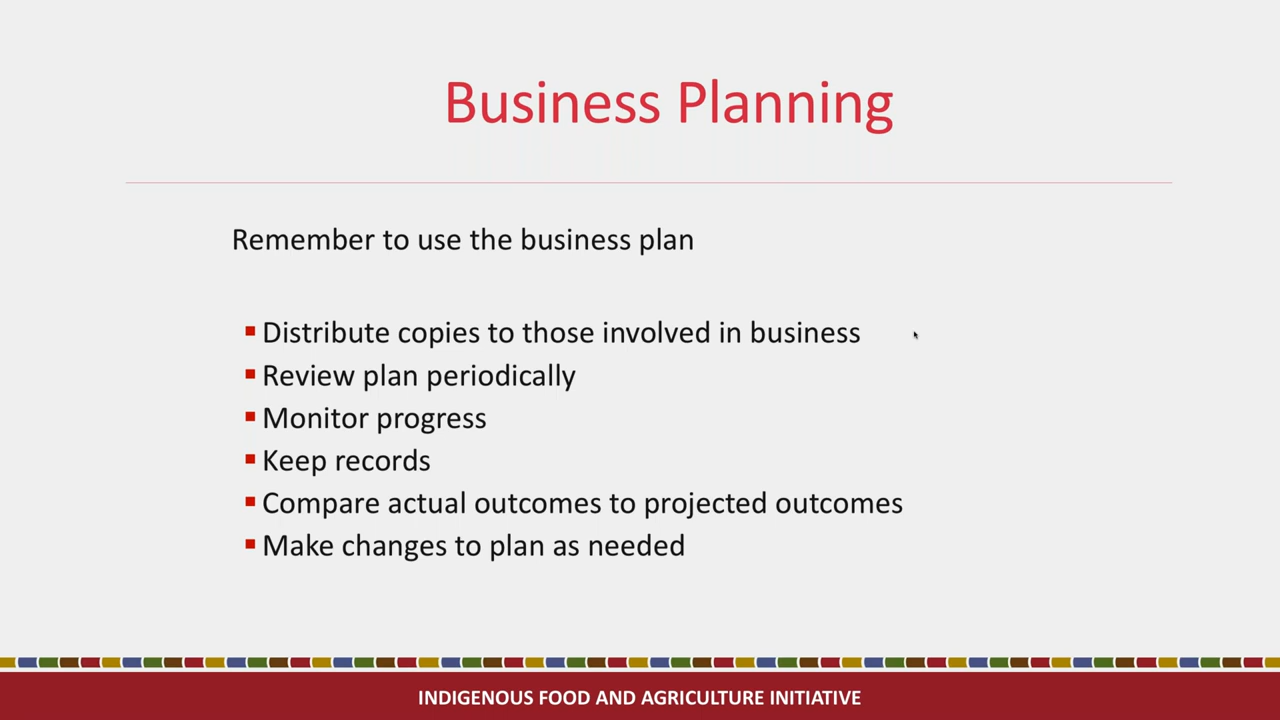 Business Planning
Remember to use the business plan
▪ Distribute copies to those involved in business
▪ Review plan periodically
▪ Monitor progress
▪ Keep records
▪ Compare actual outcomes to projected outcomes
▪ Make changes to plan as needed
INDIGENOUS FOOD AND AGRICULTURE INITIATIVE